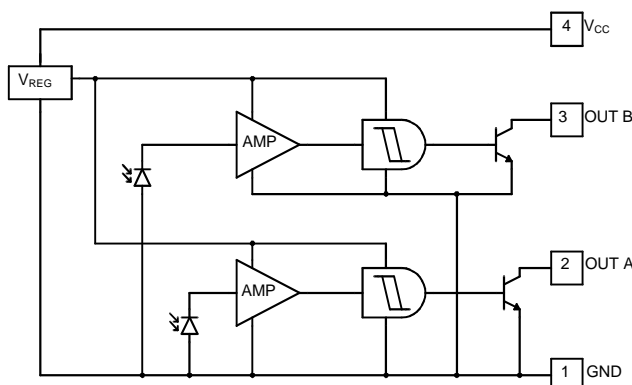 4 VCC
VREG
3 OUT B
AMP
2 OUT A
AMP
1 GND